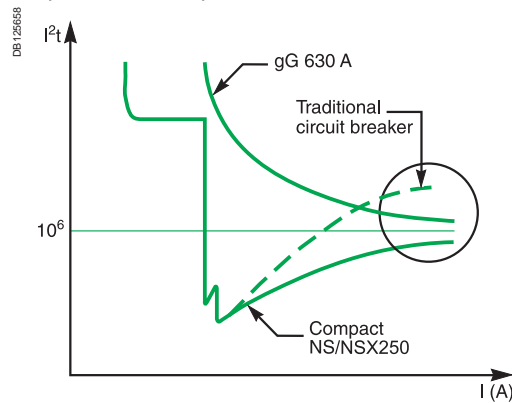 DB125658
I²t
gG 630 A
Traditional
circuit breaker
10⁶
Compact
NS/NSX250
I (A)